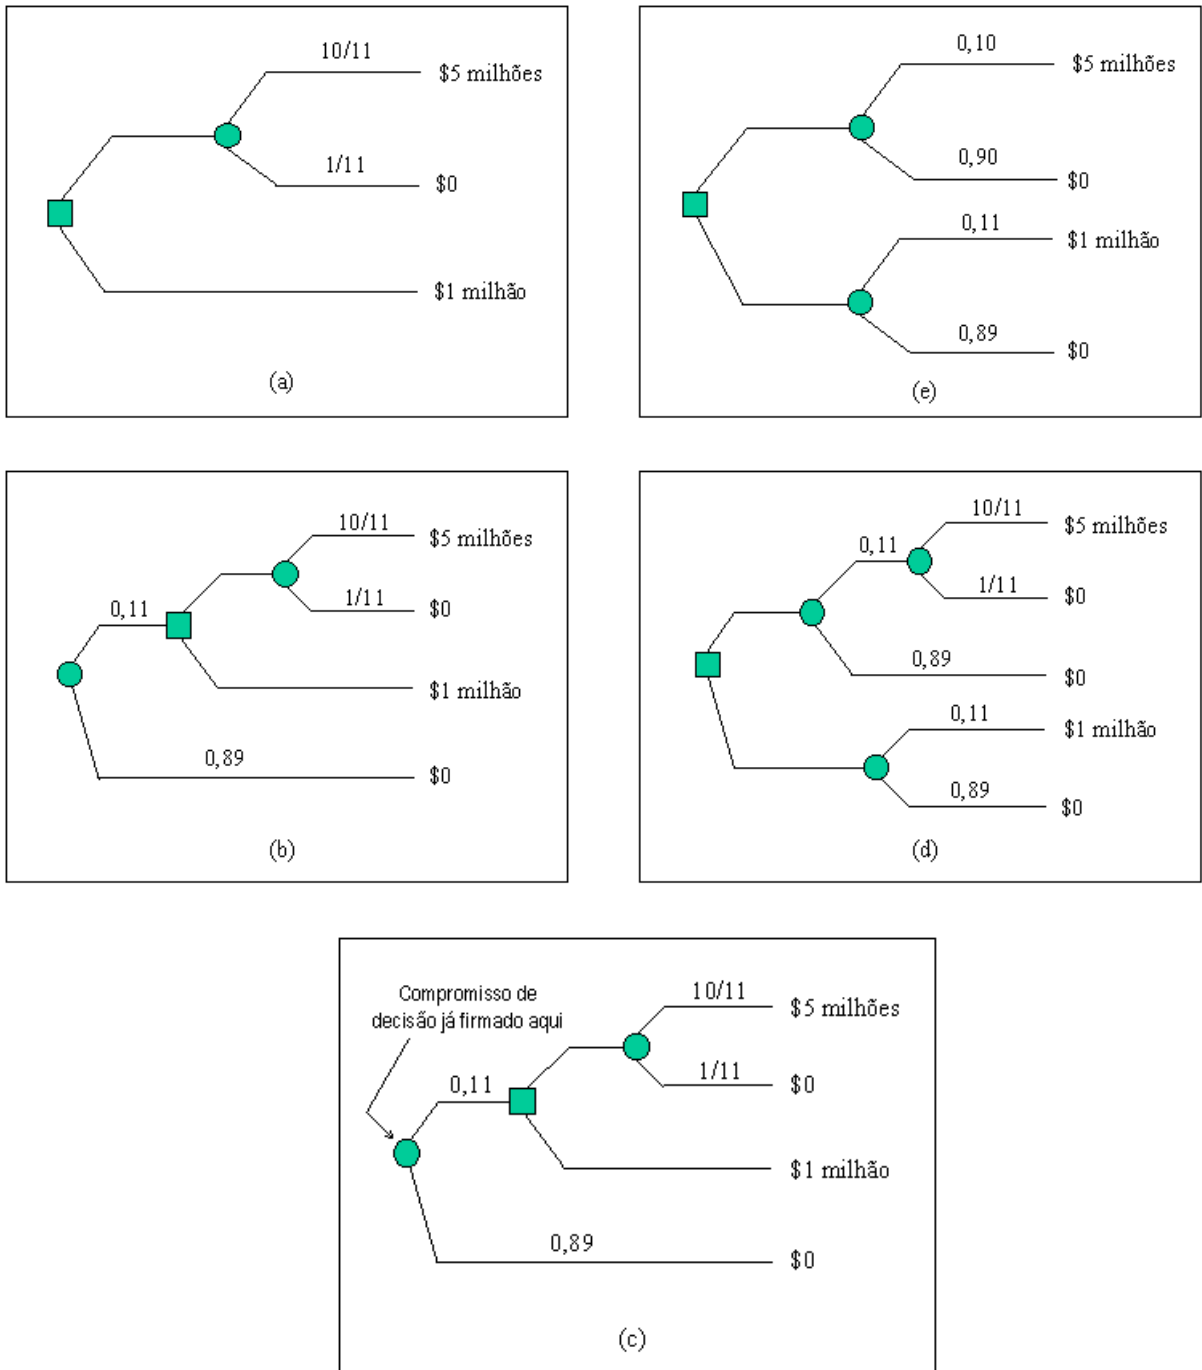 10/11
$5 milhões
1/11
$0
$1 milhão
(a)
0,10
$5 milhões
0,90
$0
0,11
$1 milhão
0,89
$0
(e)
10/11
$5 milhões
1/11
$0
0,11
$1 milhão
0,89
$0
(b)
10/11
$5 milhões
0,11
1/11
$0
0,89
$0
0,11
$1 milhão
0,89
$0
(d)
Compromisso de
decisão já firmado aqui
10/11
$5 milhões
1/11
$0
0,11
$1 milhão
0,89
$0
(c)